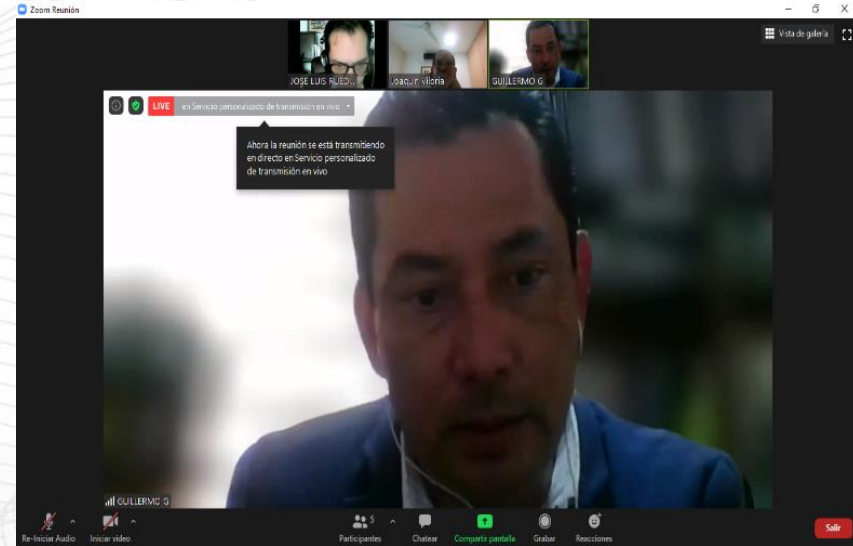 Zoom Reunión
Vista de galería
JOSE LUIS RUED...
Joaquin Viloria
GUILLERMO G
LIVE
en Servicio personalizado de transmisión en vivo
Ahora la reunión se está transmitiendo
en directo en Servicio personalizado
de transmisión en vivo
GUILLERMO G
5
Re-Iniciar Audio
Iniciar video
Participantes
Chatear
Compartir pantalla
Grabar
Reacciones
Salir